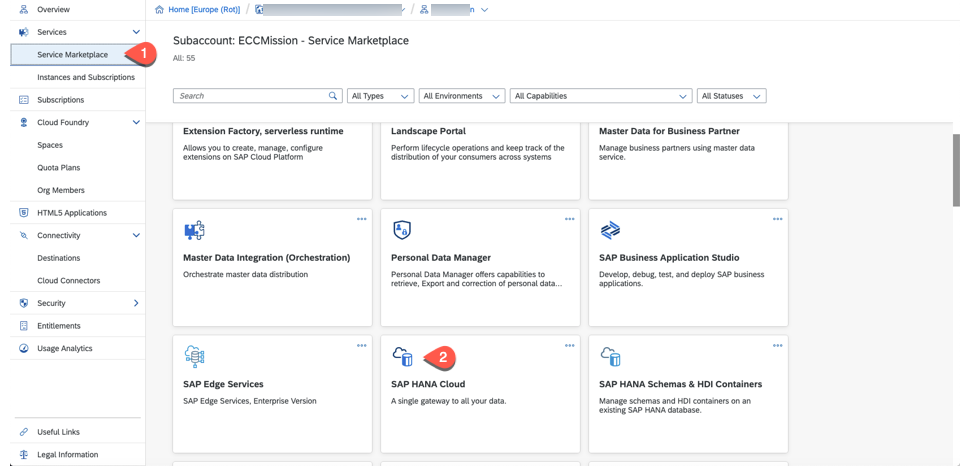 Overview
Services
Service Marketplace
1
Instances and Subscriptions
Subscriptions
Cloud Foundry
Spaces
Quota Plans
Org Members
HTML5 Applications
Connectivity
Destinations
Cloud Connectors
Security
Entitlements
Usage Analytics
Useful Links
Legal Information
Home [Europe (Rot)] / / n
Subaccount: ECCMission - Service Marketplace
All: 55
Search All Types All Environments All Capabilities All Statuses
Extension Factory, serverless runtime
Allows you to create, manage, configure
extensions on SAP Cloud Platform
Landscape Portal
Perform lifecycle operations and keep track of the
distribution of your consumers across systems
Master Data for Business Partner
Manage business partners using master data
service.
Master Data Integration (Orchestration)
Orchestrate master data distribution
Personal Data Manager
Personal Data Manager offers capabilities to
retrieve, Export and correction of personal data...
SAP Business Application Studio
Develop, debug, test, and deploy SAP business
applications.
SAP Edge Services
SAP Edge Services, Enterprise Version
2
SAP HANA Cloud
A single gateway to all your data.
SAP HANA Schemas & HDI Containers
Manage schemas and HDI containers on an
existing SAP HANA database.